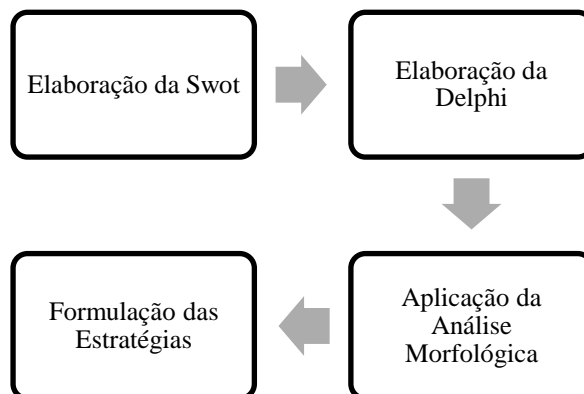 Elaboração da Swot
Elaboração da
Delphi
Aplicação da
Análise
Morfológica
Formulação das
Estratégias